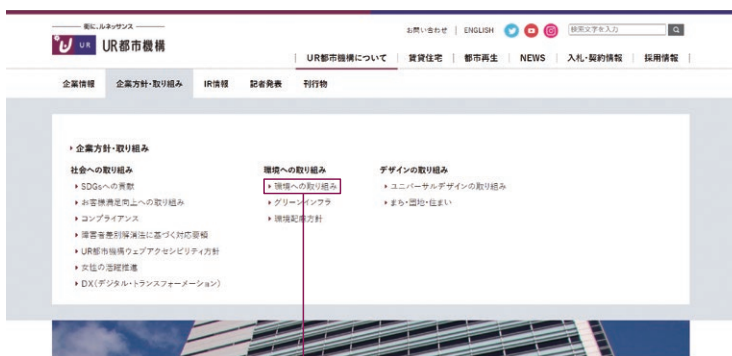 街に、ルネッサンス
UR UR都市機構
お問い合わせ | ENGLISH 検索文字を入力
UR都市機構について 賃貸住宅 都市再生 NEWS 入札・契約情報 採用情報
企業情報 企業方針・取り組み IR情報 記者発表 刊行物
企業方針・取り組み
社会への取り組み 環境への取り組み デザインの取り組み
SDGsへの貢献 環境への取り組み ユニバーサルデザインの取り組み
お客様満足向上への取り組み グリーンインフラ まち・団地・住まい
コンプライアンス 環境配慮方針
障害者差別解消法に基づく対応要領
UR都市機構ウェブアクセシビリティ方針
女性の活躍推進
DX(デジタル・トランスフォーメーション)